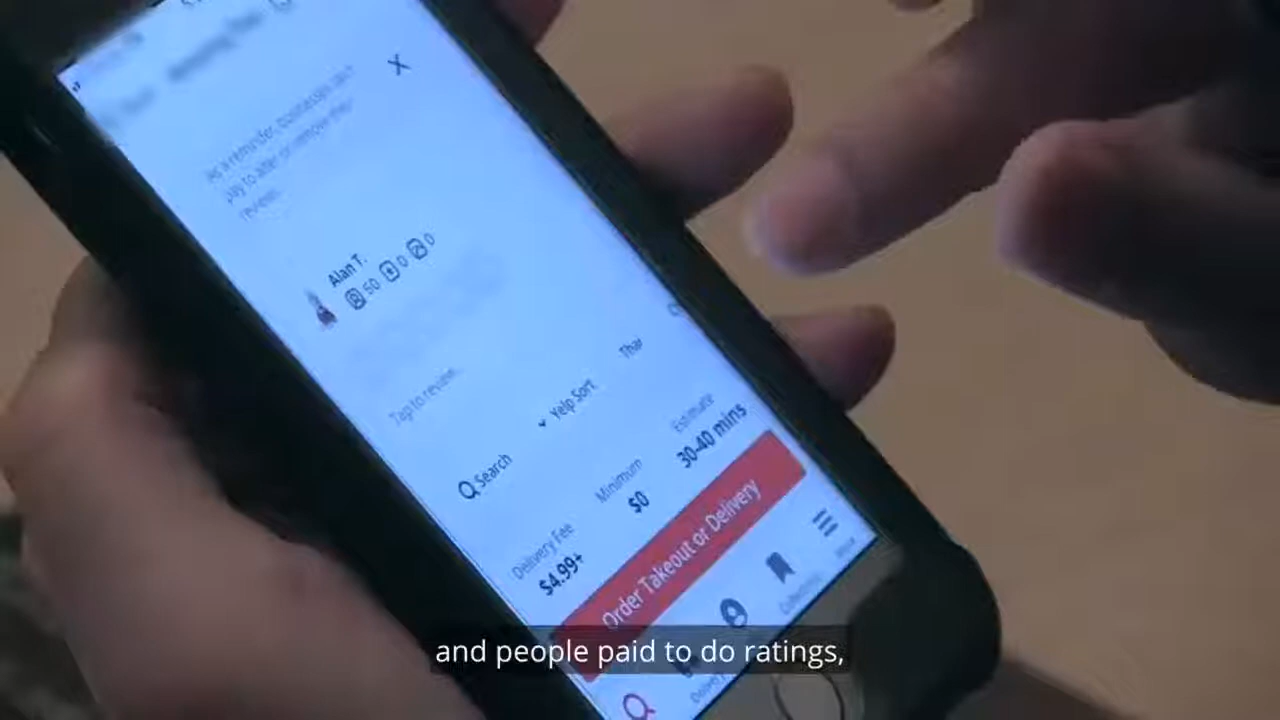 X
As a reminder, businesses can't
pay to alter or remove their
reviews.
Alan T.
50 0 0
Tap to review
Yelp Sort
Search
Estimate
30-40 mins
Minimum
$0
Delivery Fee
$4.99+
Order Takeout or Delivery
and people paid to do ratings,